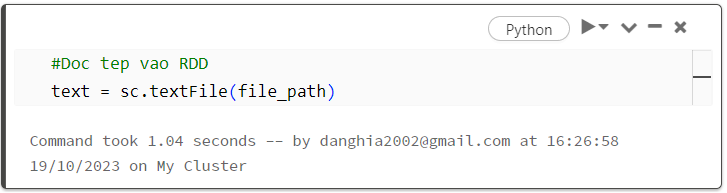 Python
#Doc tep vao RDD
text = sc.textFile(file_path)
Command took 1.04 seconds -- by danghia2002@gmail.com at 16:26:58
19/10/2023 on My Cluster